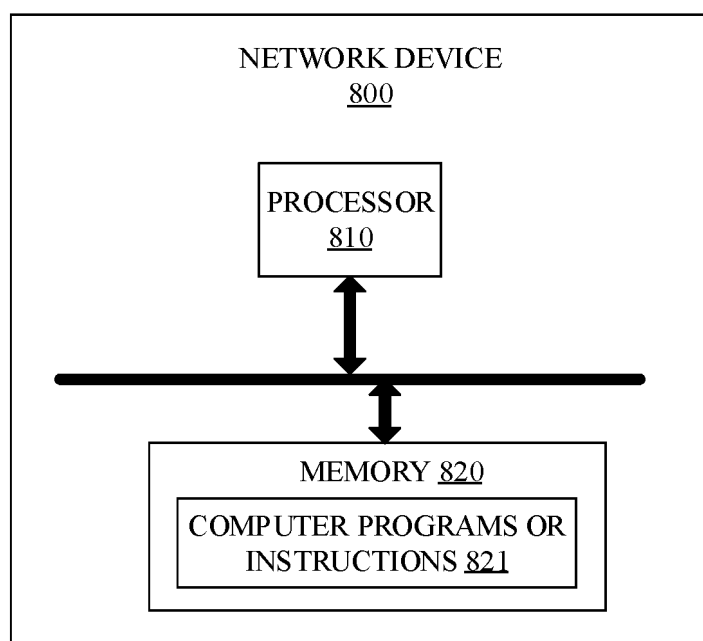 NETWORK DEVICE
800
PROCESSOR
810
MEMORY 820
COMPUTER PROGRAMS OR
INSTRUCTIONS 821